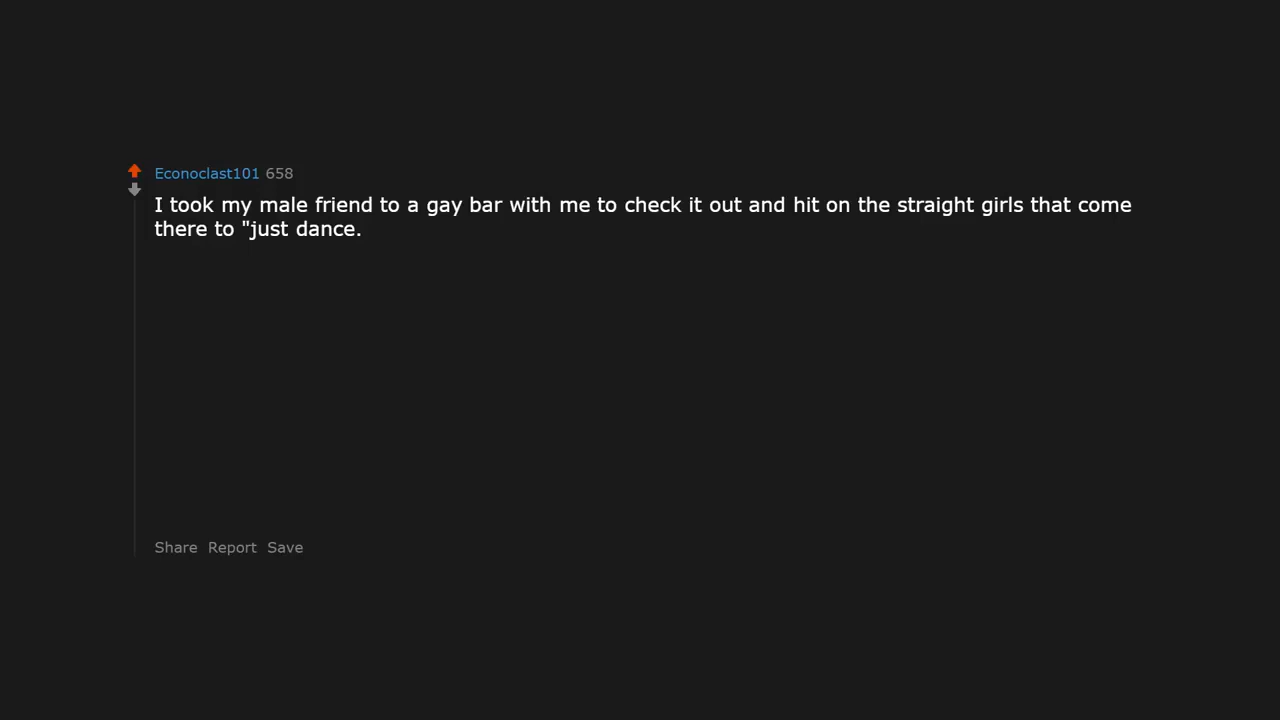 Econoclast101 658
I took my male friend to a gay bar with me to check it out and hit on the straight girls that come
there to "just dance.
Share Report Save